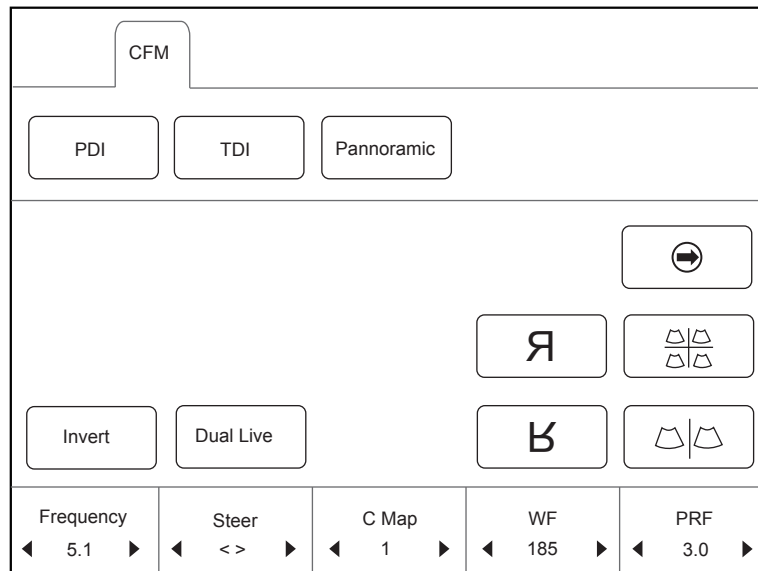 CFM
PDI TDI Pannoramic
Я
Invert Dual Live R
Frequency Steer C Map WF PRF
5.1 < > 1 185 3.0